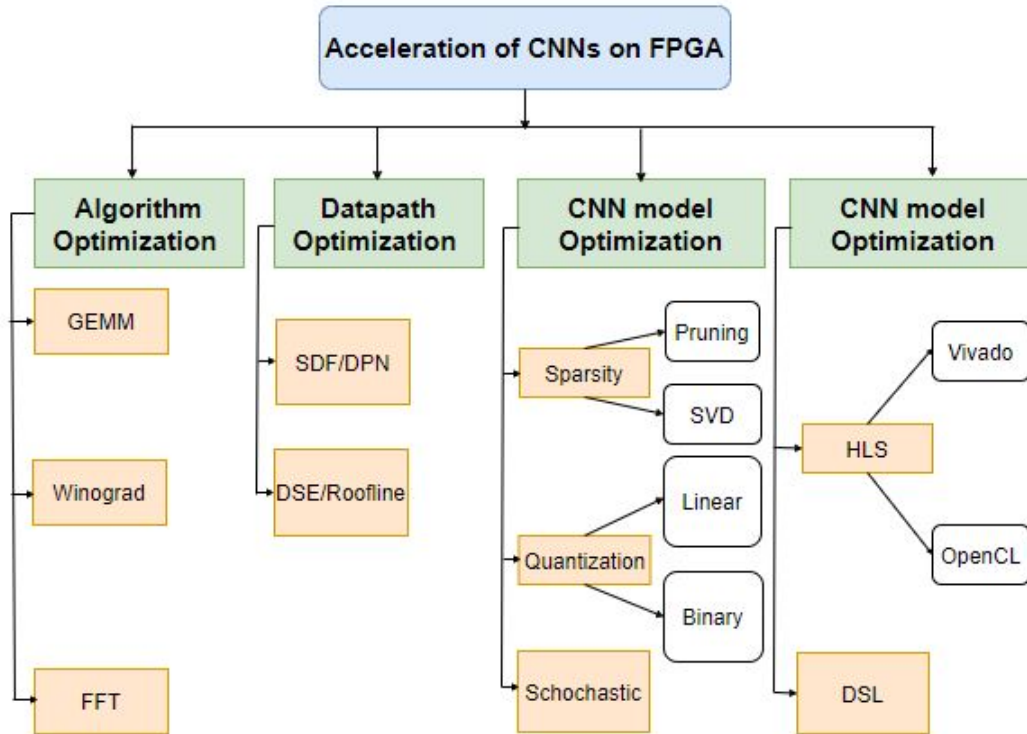 Acceleration of CNNs on FPGA
Algorithm
Optimization
Datapath
Optimization
CNN model
Optimization
CNN model
Optimization
GEMM
Winograd
FFT
SDF/DPN
DSE/Roofline
Sparsity
Pruning
SVD
Quantization
Linear
Binary
Schochastic
HLS
Vivado
OpenCL
DSL